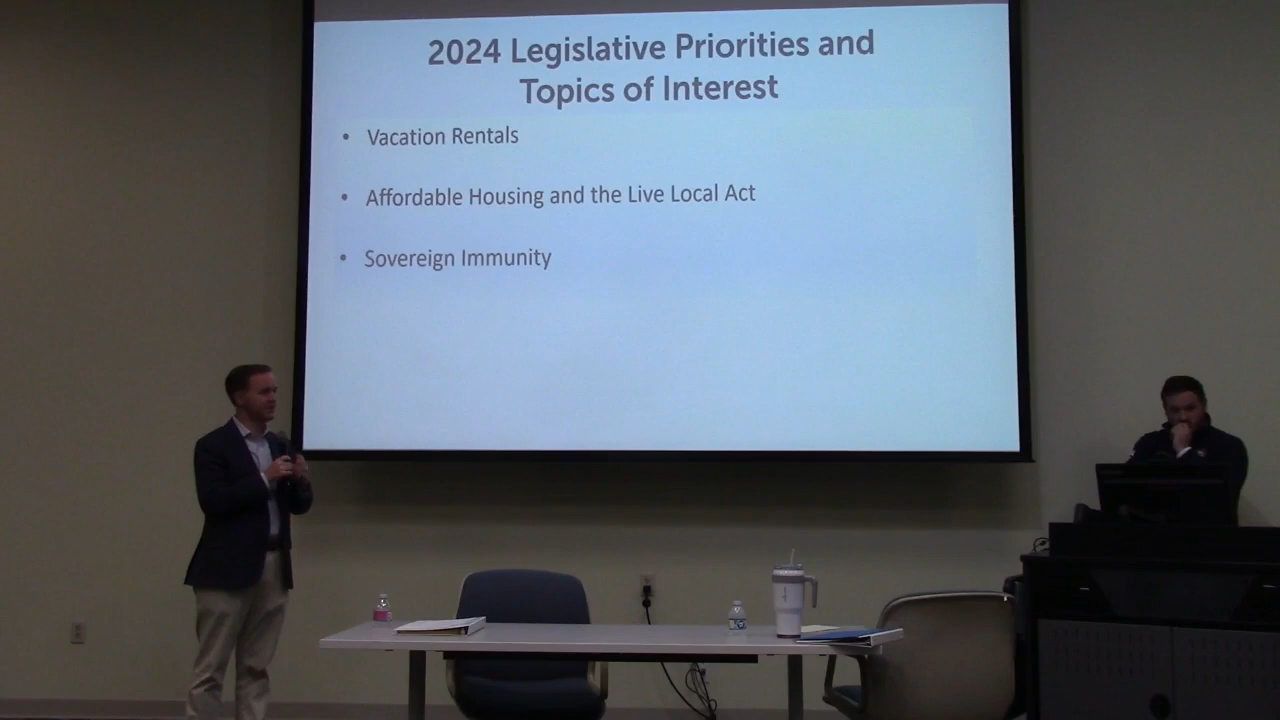 2024 Legislative Priorities and
Topics of Interest
• Vacation Rentals
• Affordable Housing and the Live Local Act
• Sovereign Immunity